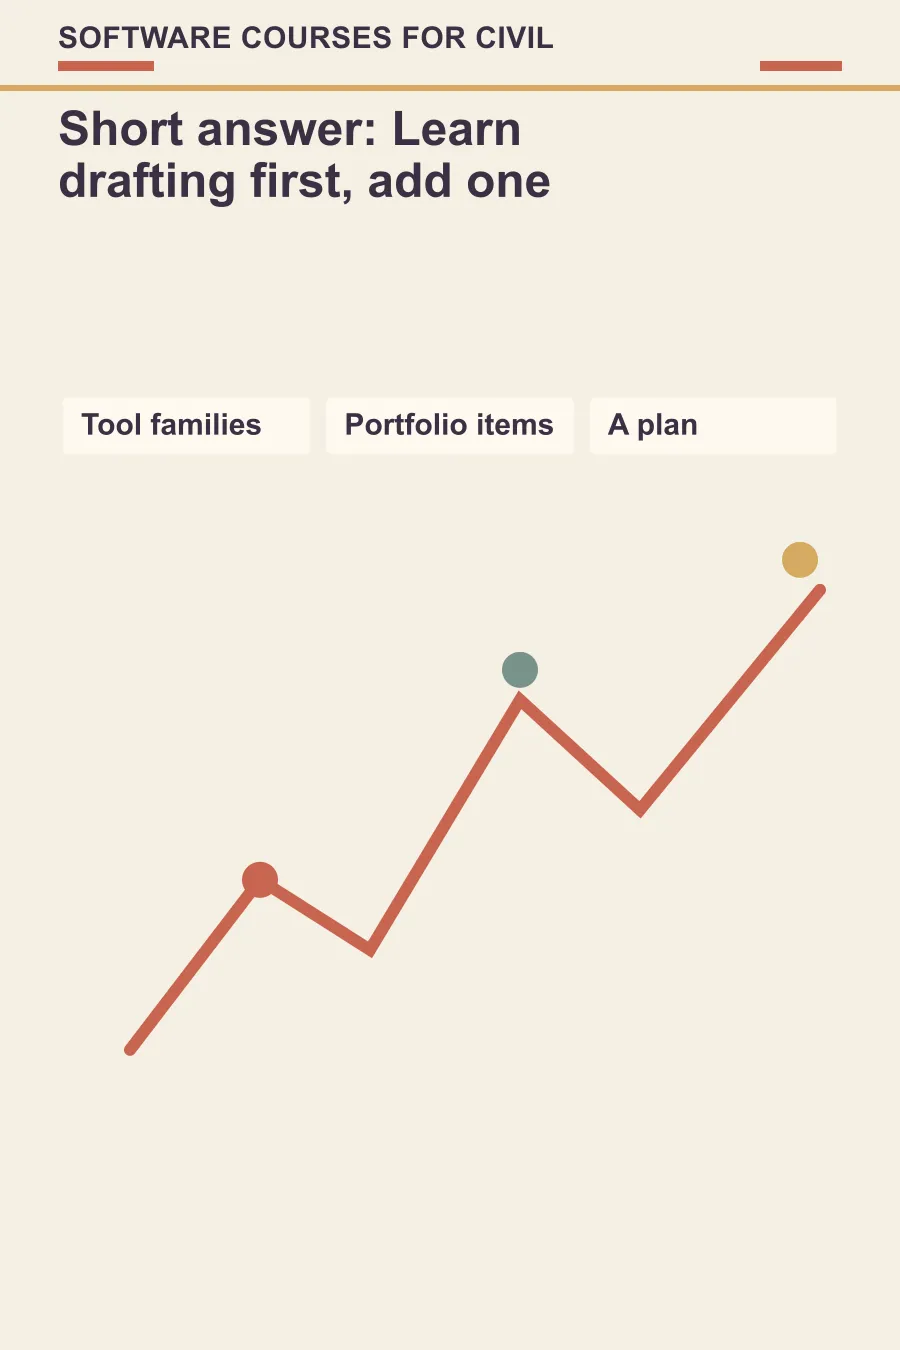 SOFTWARE COURSES FOR CIVIL
Short answer: Learn
drafting first, add one
Tool families
Portfolio items
A plan